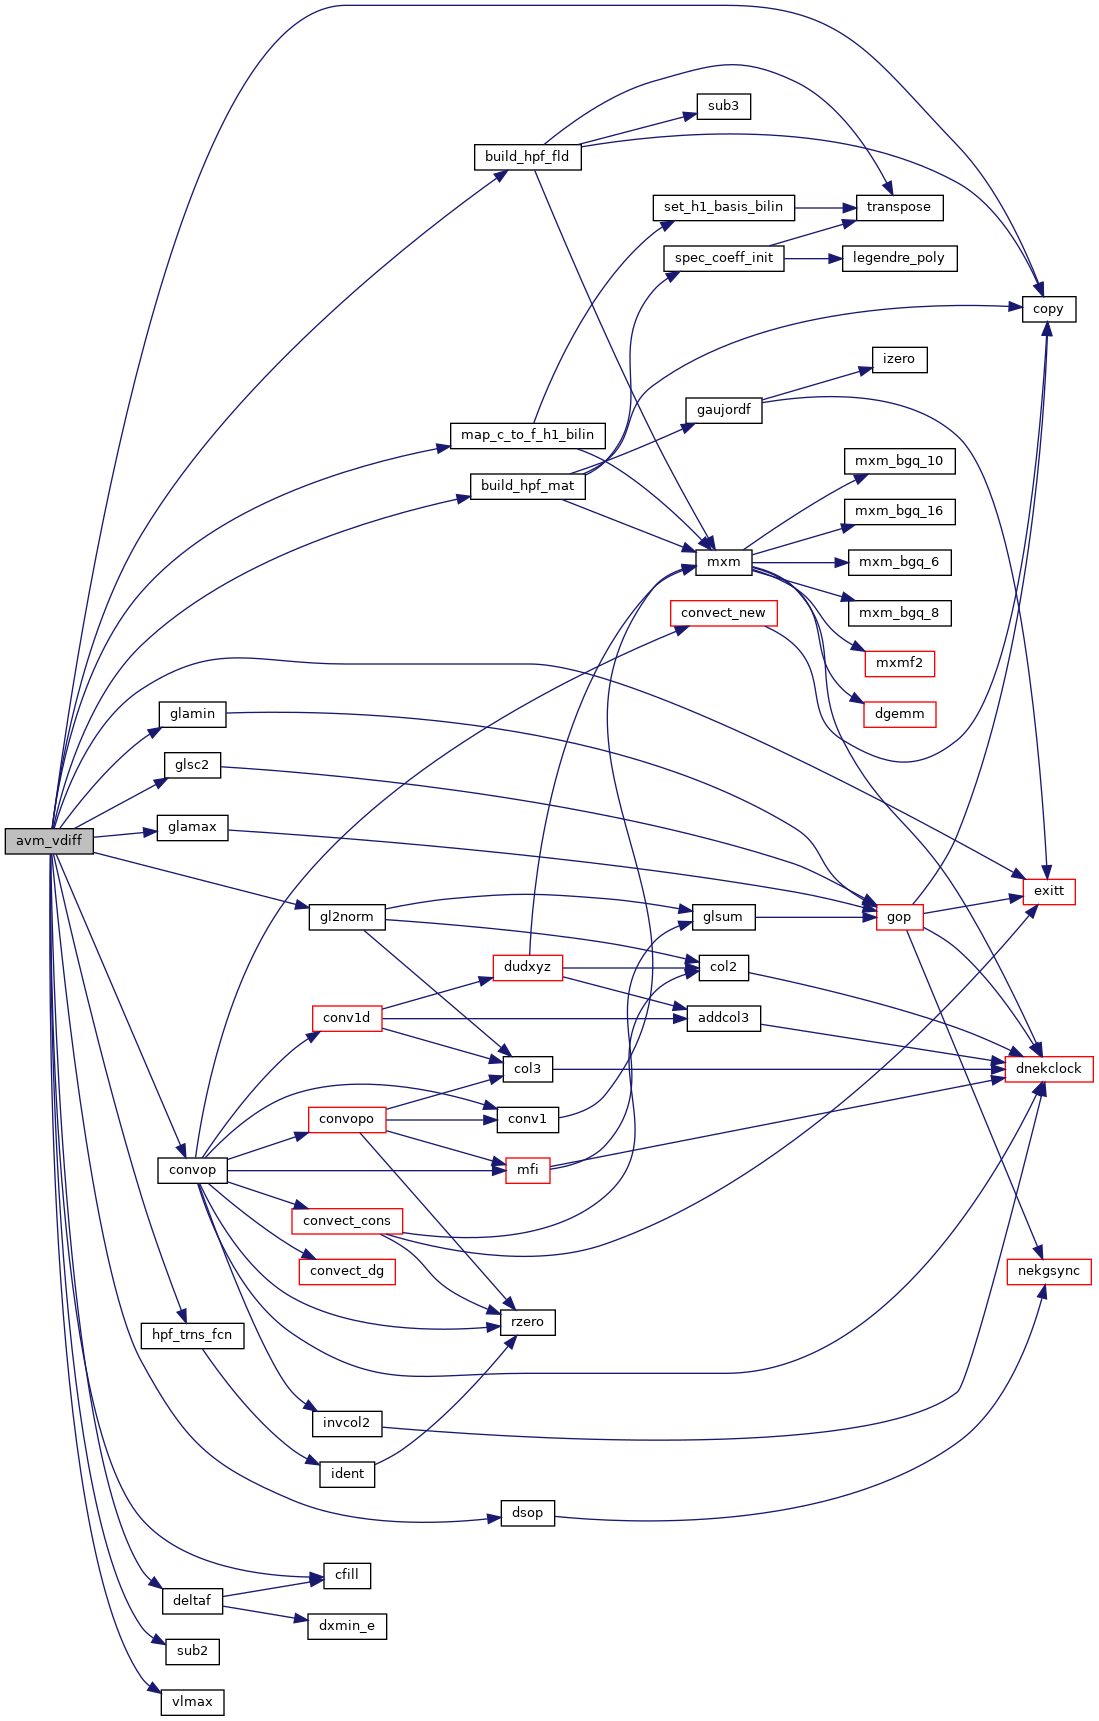 sub3
build_hpf_fld
set_h1_basis_bilin
transpose
spec_coeff_init
legendre_poly
copy
izero
gaujordf
map_c_to_f_h1_bilin
mxm_bgq_10
build_hpf_mat
mxm_bgq_16
mxm
mxm_bgq_6
convect_new
mxm_bgq_8
mxmf2
glamin
dgemm
glsc2
glamax
avm_vdiff
exitt
gl2norm
glsum
gop
dudxyz
col2
conv1d
addcol3
col3
dnekclock
convopo
conv1
convop
mfi
convect_cons
convect_dg
nekgsync
rzero
hpf_trns_fcn
invcol2
ident
dsop
cfill
deltaf
dxmin_e
sub2
vlmax